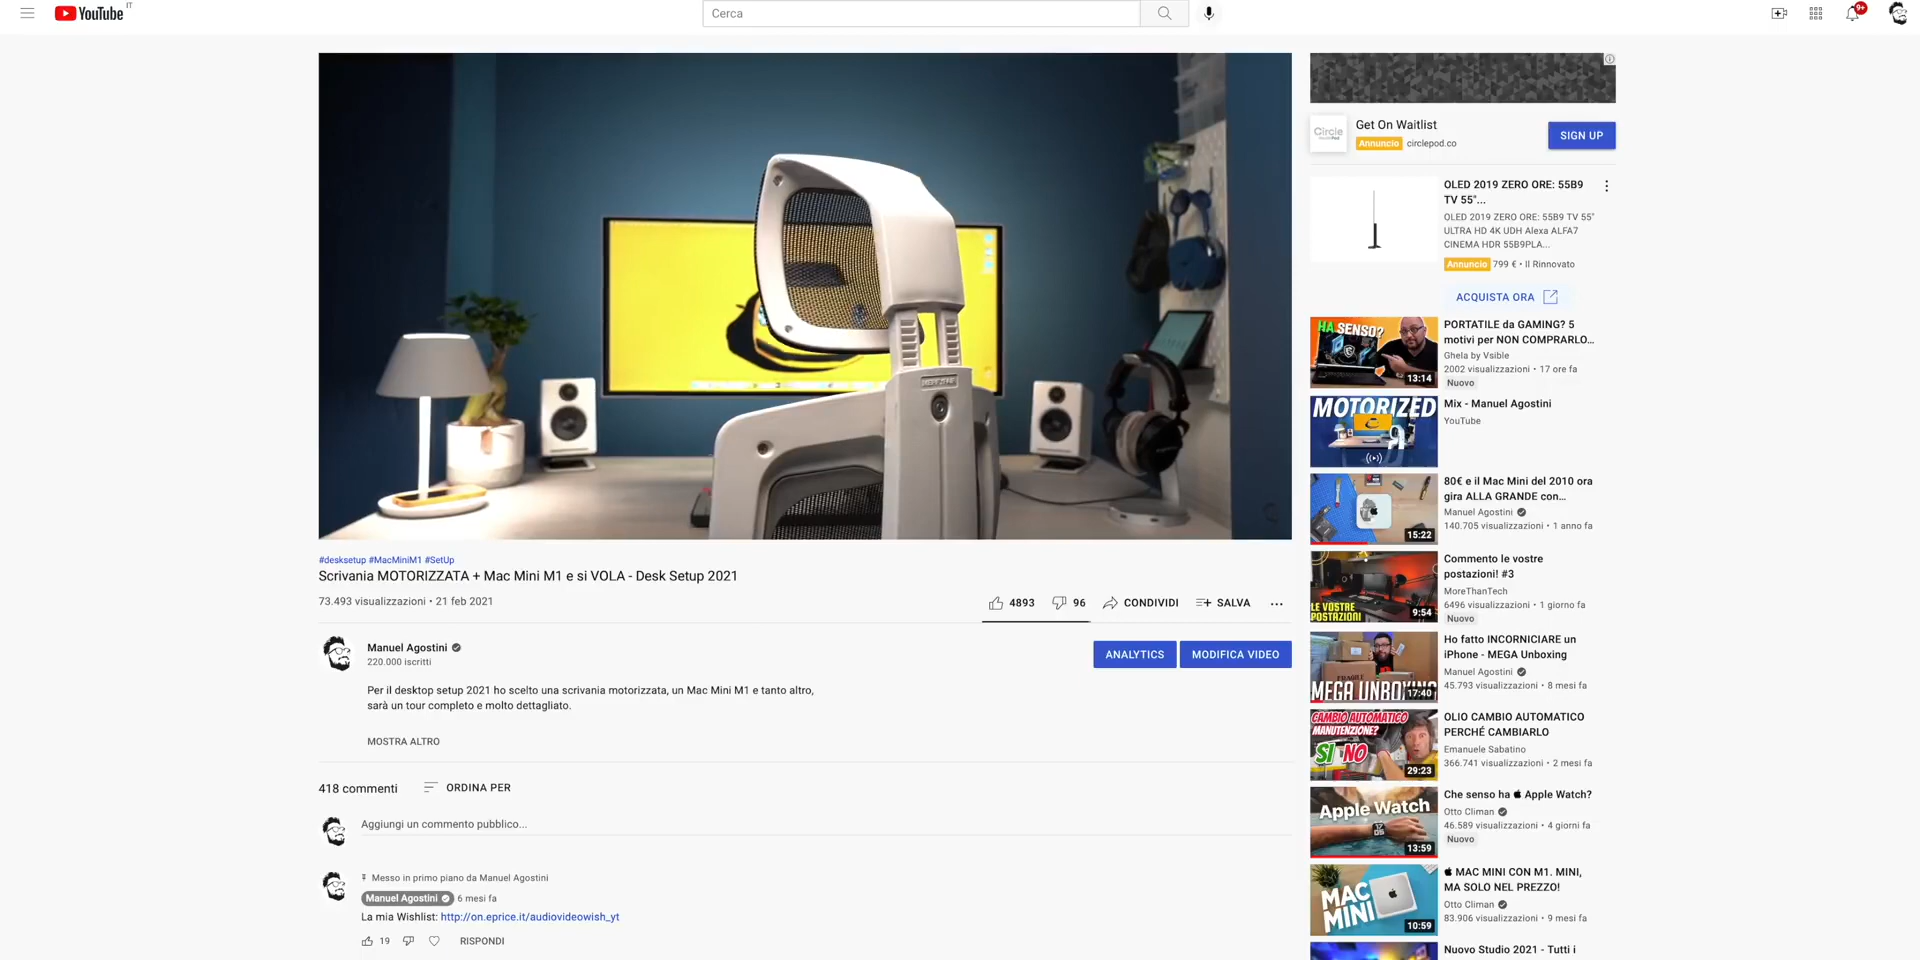 YouTube IT
Cerca
9+
#desksetup #MacMiniM1 #SetUp
Scrivania MOTORIZZATA + Mac Mini M1 e si VOLA - Desk Setup 2021
73.493 visualizzazioni • 21 feb 2021
4893 96 CONDIVIDI SALVA
Manuel Agostini
220.000 iscritti
ANALYTICS MODIFICA VIDEO
Per il desktop setup 2021 ho scelto una scrivania motorizzata, un Mac Mini M1 e tanto altro,
sarà un tour completo e molto dettagliato.
MOSTRA ALTRO
418 commenti ORDINA PER
Aggiungi un commento pubblico...
Messo in primo piano da Manuel Agostini
Manuel Agostini 6 mesi fa
La mia Wishlist: http://on.eprice.it/audiovideowish_yt
19 RISPONDI
Circle
Get On Waitlist
Annuncio circlepod.co
SIGN UP
OLED 2019 ZERO ORE: 55B9
TV 55"...
OLED 2019 ZERO ORE: 55B9 TV 55"
ULTRA HD 4K UDH Alexa ALFA7
CINEMA HDR 55B9PLA...
Annuncio 799 € • Il Rinnovato
ACQUISTA ORA
HA SENSO?
13:14
PORTATILE da GAMING? 5
motivi per NON COMPRARLO...
Ghela by Vsible
2002 visualizzazioni • 17 ore fa
Nuovo
MOTORIZED
Mix - Manuel Agostini
YouTube
15:22
80€ e il Mac Mini del 2010 ora
gira ALLA GRANDE con...
Manuel Agostini
140.705 visualizzazioni • 1 anno fa
LE VOSTRE
POSTAZIONI
9:54
Commento le vostre
postazioni! #3
MoreThanTech
6496 visualizzazioni • 1 giorno fa
Nuovo
FRAGILE
MEGA UNBOXING
17:40
Ho fatto INCORNICIARE un
iPhone - MEGA Unboxing
Manuel Agostini
45.793 visualizzazioni • 8 mesi fa
CAMBIO AUTOMATICO
MANUTENZIONE?
SI NO
29:23
OLIO CAMBIO AUTOMATICO
PERCHÉ CAMBIARLO
Emanuele Sabatino
366.741 visualizzazioni • 2 mesi fa
Apple Watch
13:59
Che senso ha  Apple Watch?
Otto Climan
46.589 visualizzazioni • 4 giorni fa
Nuovo
MAC
MINI
10:59
 MAC MINI CON M1. MINI,
MA SOLO NEL PREZZO!
Otto Climan
83.906 visualizzazioni • 9 mesi fa
Nuovo Studio 2021 - Tutti i